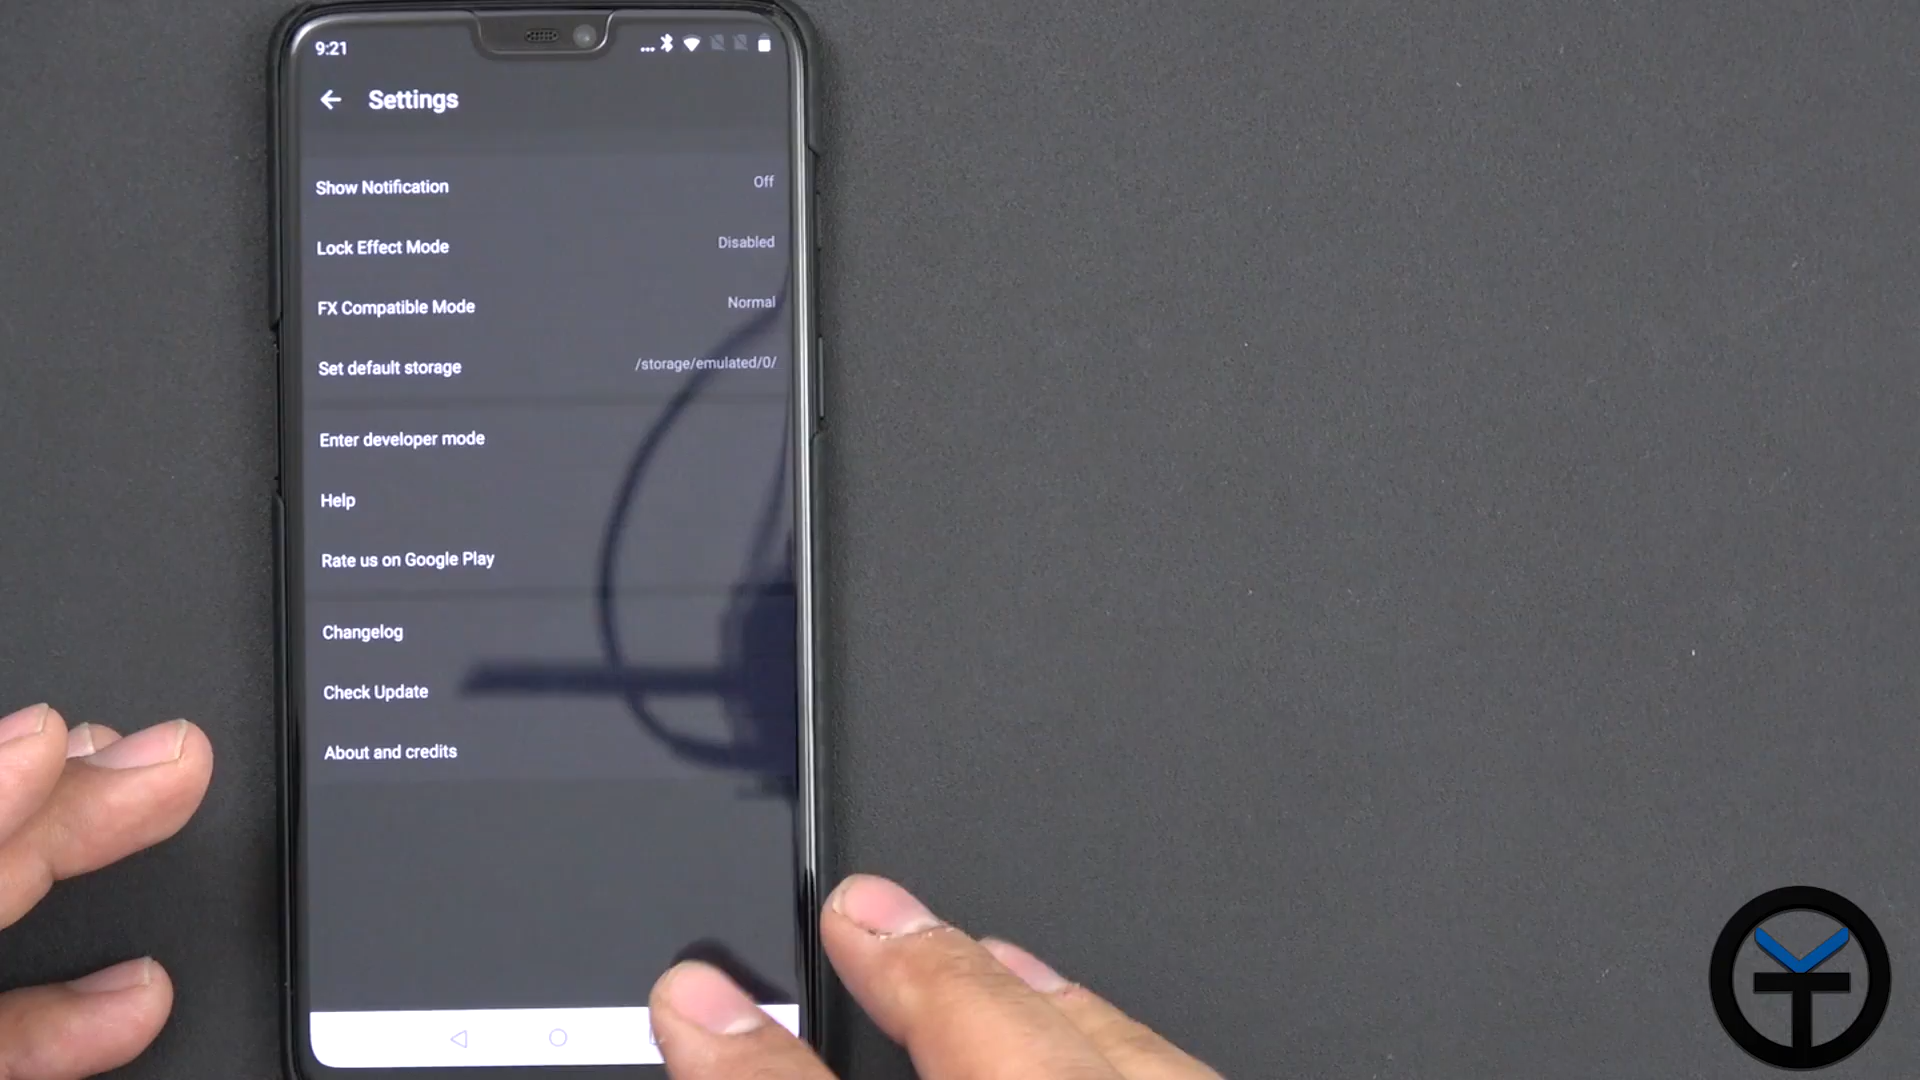 9:21
Settings
Show Notification Off
Lock Effect Mode Disabled
FX Compatible Mode Normal
Set default storage /storage/emulated/0/
Enter developer mode
Help
Rate us on Google Play
Changelog
Check Update
About and credits